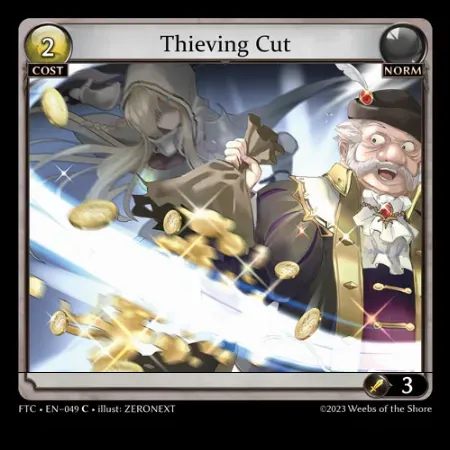 2
Thieving Cut
COST
NORM
3
FTC • EN–049 C • illust: ZERONEXT
©2023 Weebs of the Shore